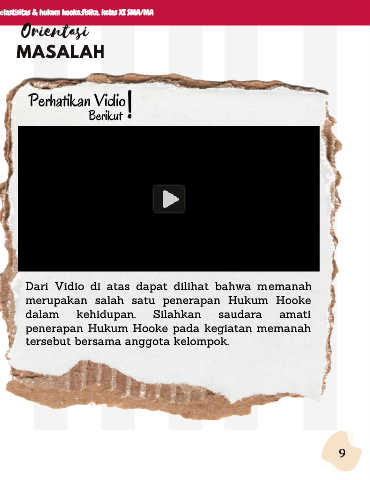 elastisitas & hukum hooke.fisika. kelas XI SMA/MA
Orientasi
MASALAH
Perhatikan Vidio
Berikut !
Dari Vidio di atas dapat dilihat bahwa memanah
merupakan salah satu penerapan Hukum Hooke
dalam kehidupan. Silahkan saudara amati
penerapan Hukum Hooke pada kegiatan memanah
tersebut bersama anggota kelompok.
9